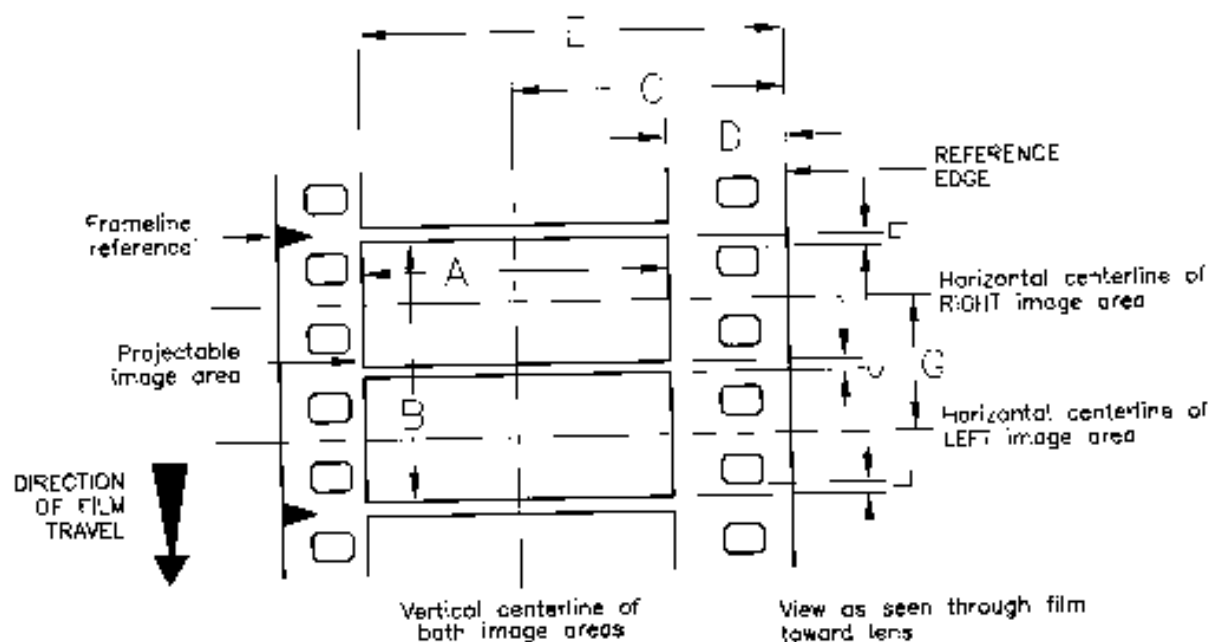 E
C
D
REFERENCE
EDGE
Frameline
reference
A
Horizontal centerline of
RIGHT image area
Projectable
image area
G
B
Horizontal centerline of
LEFT image area
DIRECTION
OF FILM
TRAVEL
Vertical centerline of
both image areas
View as seen through film
toward lens